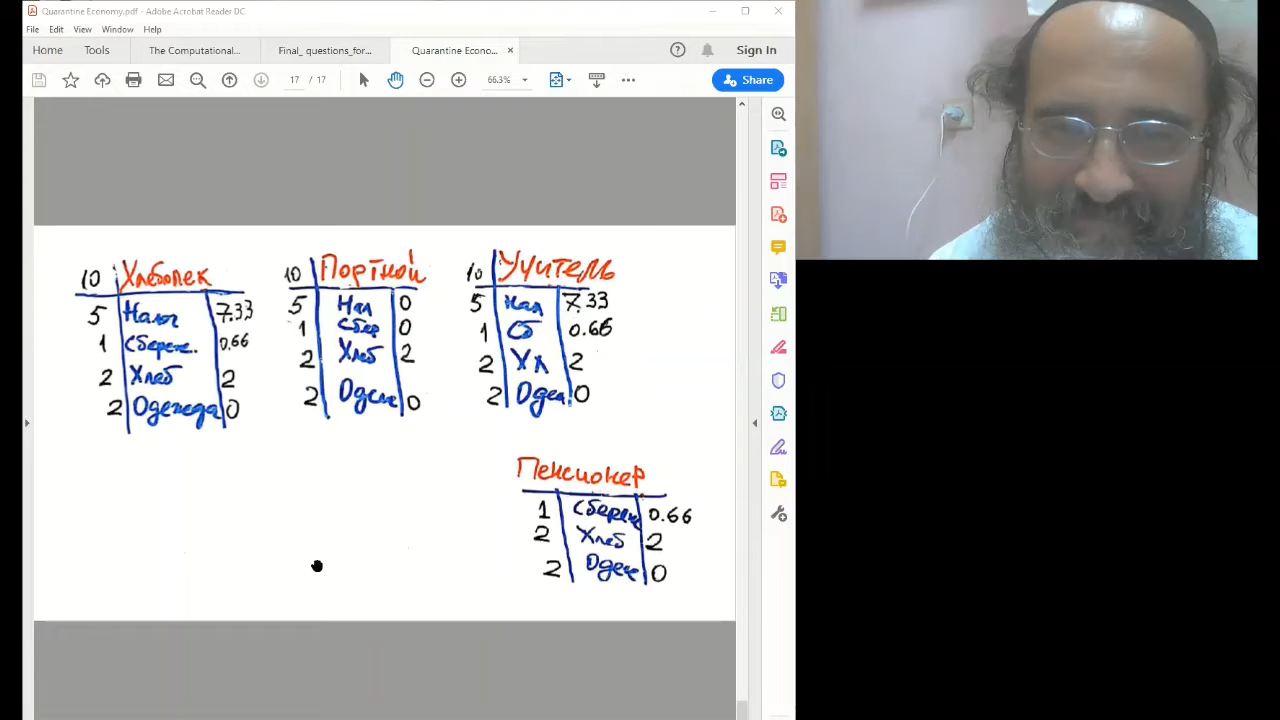 Quarantine Economy.pdf - Adobe Acrobat Reader DC
File Edit View Window Help
Home Tools The Computational... Final_ questions_for... Quarantine Econo... Sign In
17 / 17 66.3% Share
10 Хлебопек
5 Налог 7.33
1 Сбереж. 0.66
2 Хлеб 2
2 Одежда 0
10 Портной
5 Нал 0
1 Сбер 0
2 Хлеб 2
2 Одеж 0
10 Учитель
5 Нал 7.33
1 Сб 0.66
2 Хл 2
2 Одеж 0
Пенсионер
1 Сбереж 0.66
2 Хлеб 2
2 Одеж 0